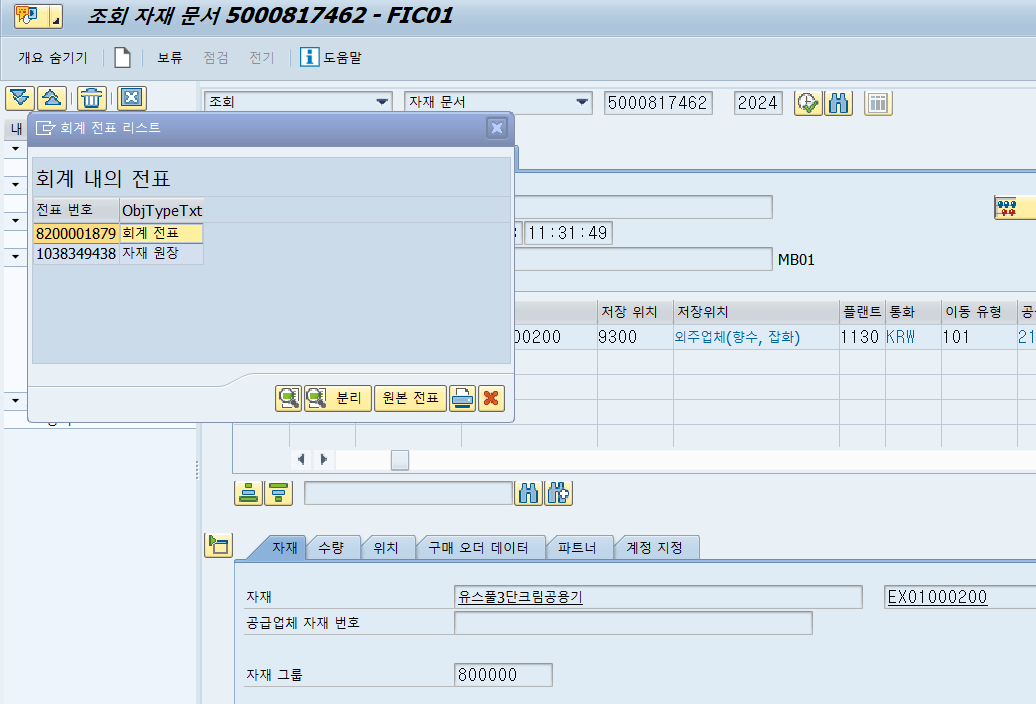 조회 자재 문서 5000817462 - FIC01
개요 숨기기 보류 점검 전기 도움말
조회 자재 문서 5000817462 2024
내
회계 전표 리스트
회계 내의 전표
전표 번호 ObjTypeTxt
8200001879 회계 전표
1038349438 자재 원장
분리 원본 전표
11:31:49
MB01
저장 위치 저장위치 플랜트 통화 이동 유형
00200 9300 외주업체(향수, 잡화) 1130 KRW 101 21
자재 수량 위치 구매 오더 데이터 파트너 계정 지정
자재 유스풀3단크림공용기 EX01000200
공급업체 자재 번호
자재 그룹 800000